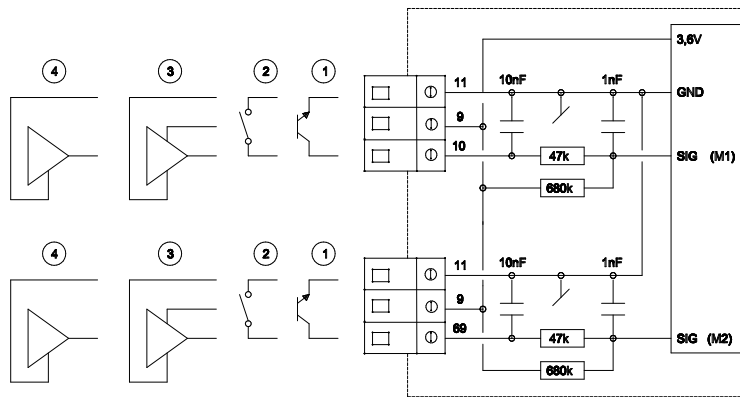 3,6V
4 3 2 1 11 10nF 1nF GND
9
10 47k SIG (M1)
680k
4 3 2 1 11 10nF 1nF
9
69 47k SIG (M2)
680k